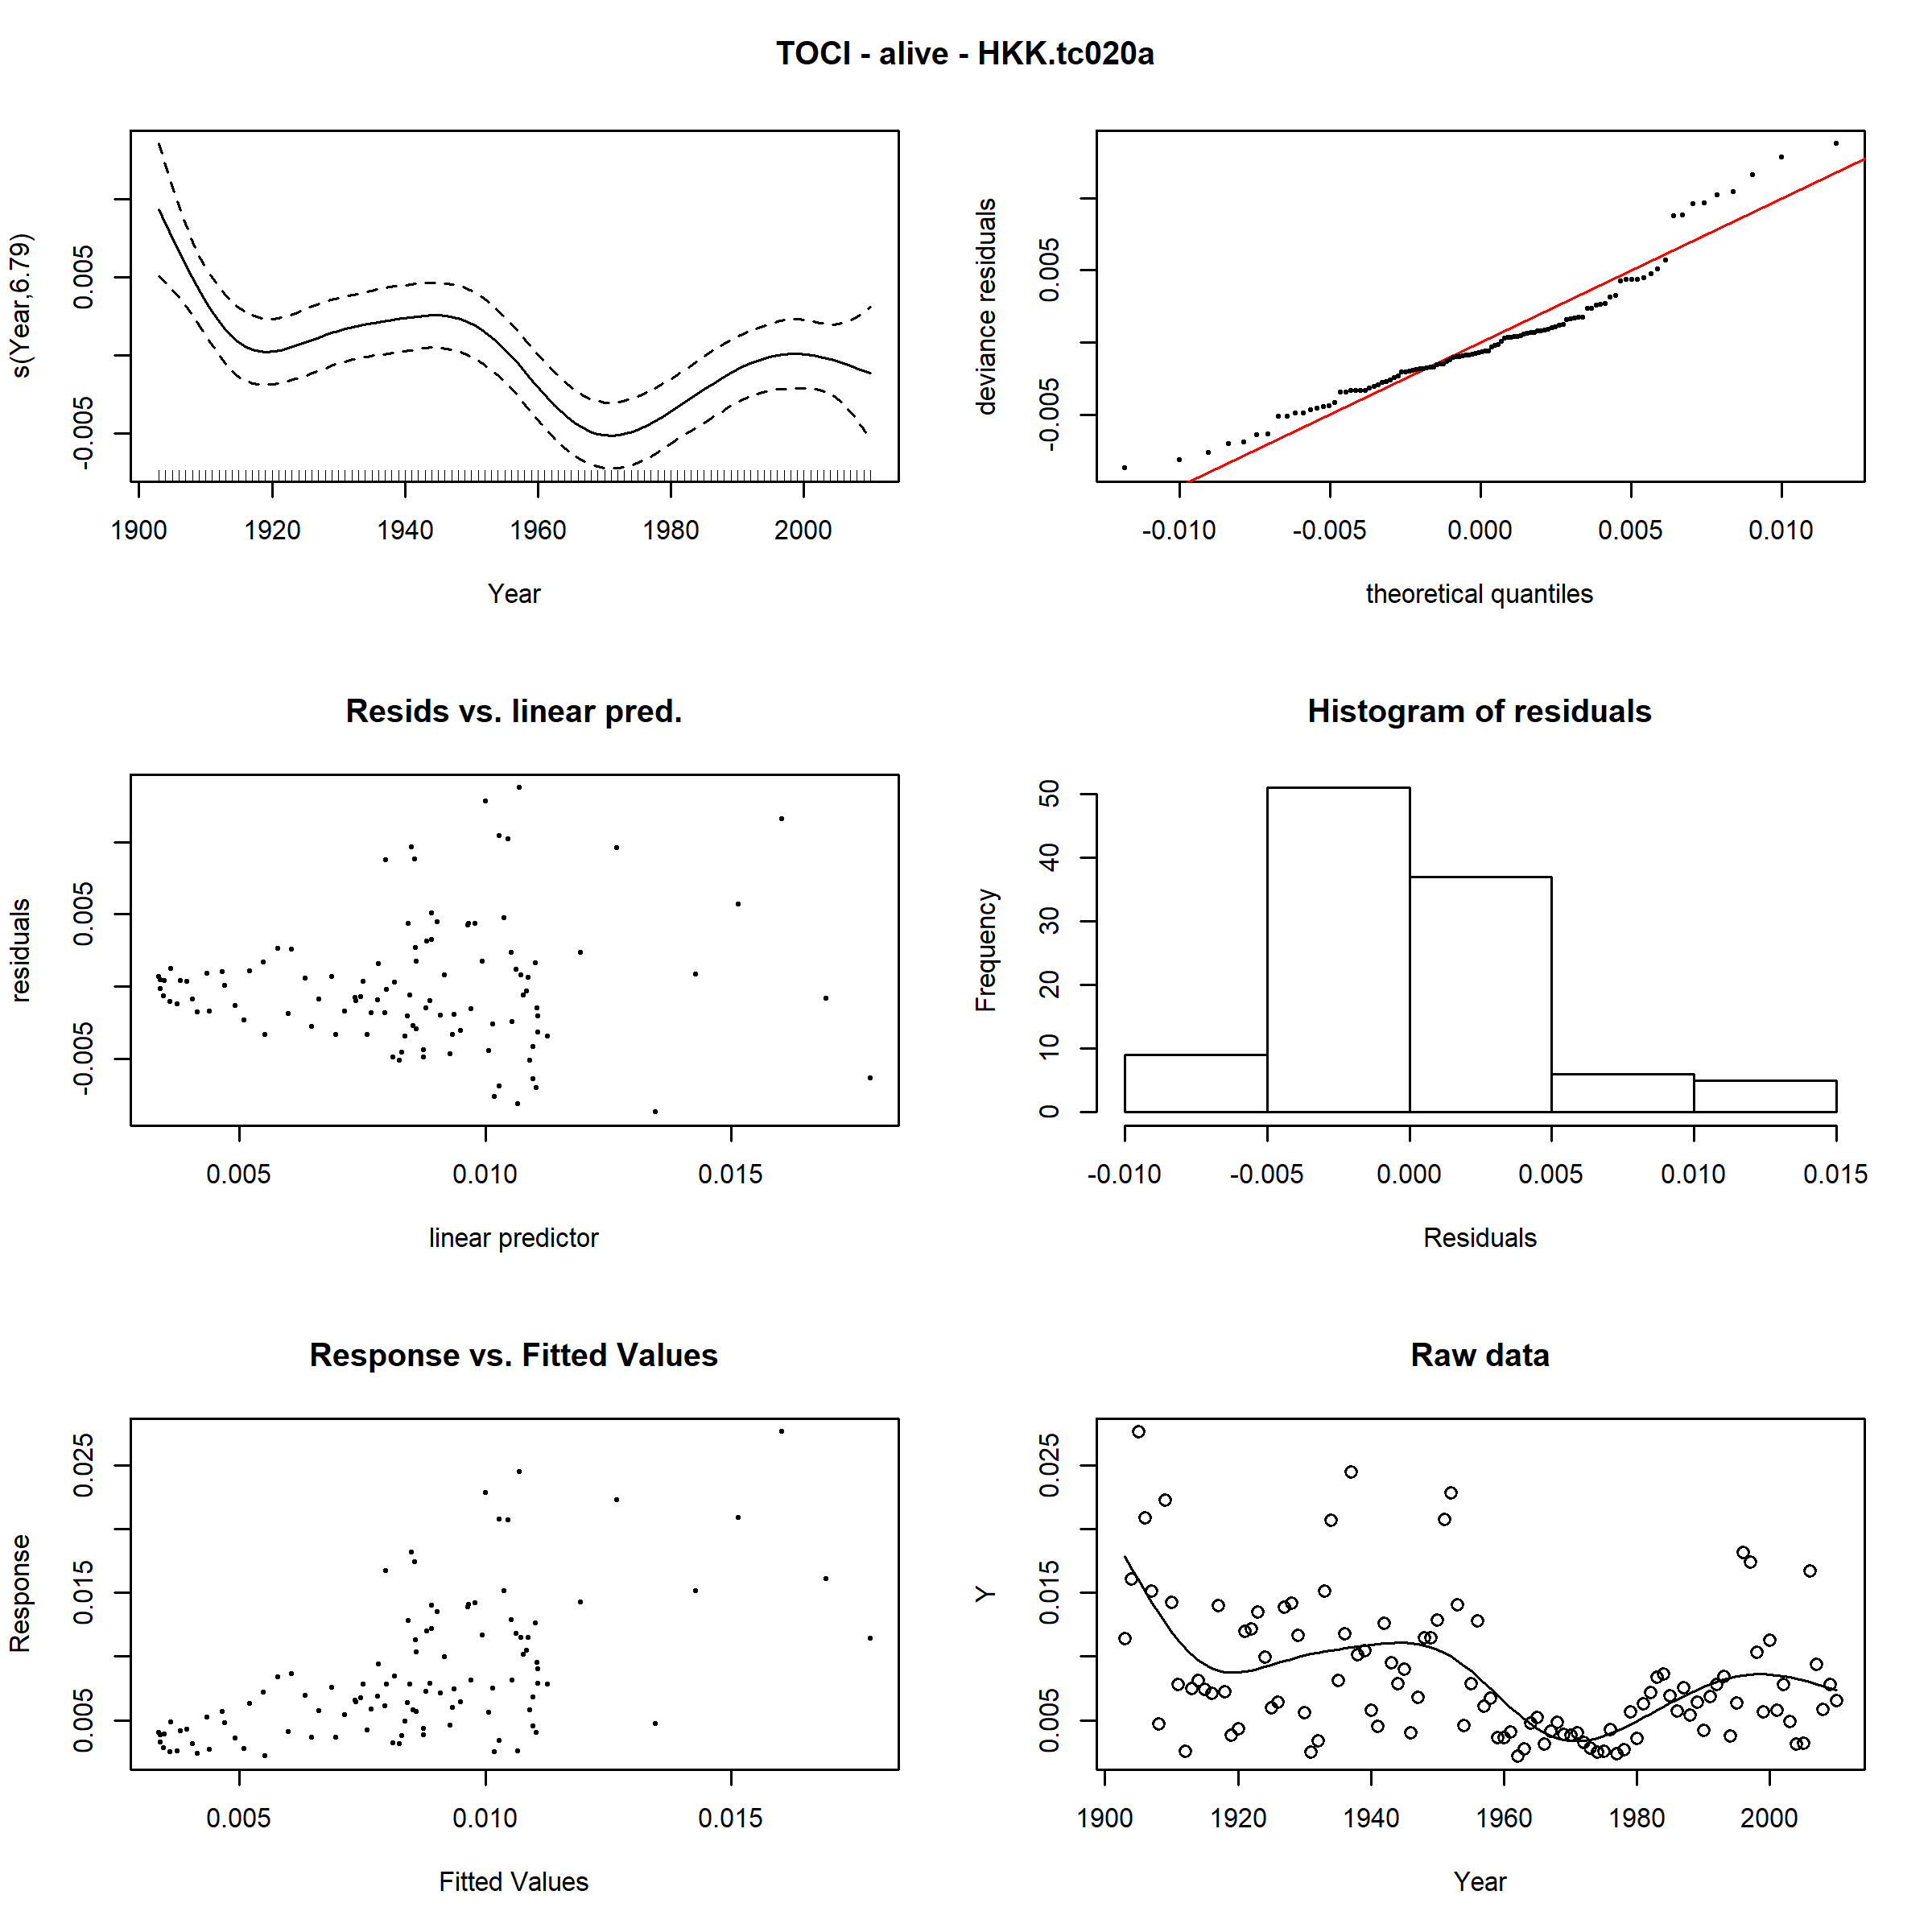 TOCI - alive - HKK.tc020a
s(Year,6.79)
-0.005 0.005
1900 1920 1940 1960 1980 2000
Year
deviance residuals
-0.005 0.005
-0.010 -0.005 0.000 0.005 0.010
theoretical quantiles
Resids vs. linear pred.
residuals
-0.005 0.005
0.005 0.010 0.015
linear predictor
Histogram of residuals
Frequency
0 10 20 30 40 50
-0.010 -0.005 0.000 0.005 0.010 0.015
Residuals
Response vs. Fitted Values
Response
0.005 0.015 0.025
0.005 0.010 0.015
Fitted Values
Raw data
Y
0.005 0.015 0.025
1900 1920 1940 1960 1980 2000
Year